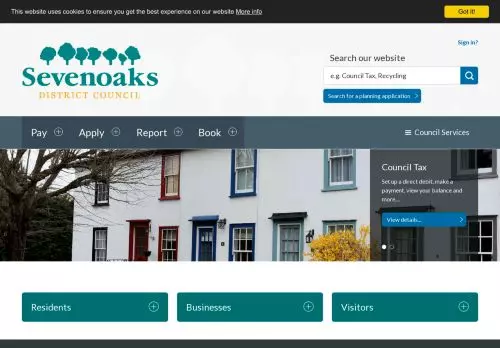 This website uses cookies to ensure you get the best experience on our website More info
Got it!
Sign in?
Sevenoaks
DISTRICT COUNCIL
Search our website
e.g. Council Tax, Recycling
Search for a planning application
Pay
Apply
Report
Book
Council Services
Council Tax
Set up a direct debit, make a
payment, view your balance and
more....
View details...
Residents
Businesses
Visitors